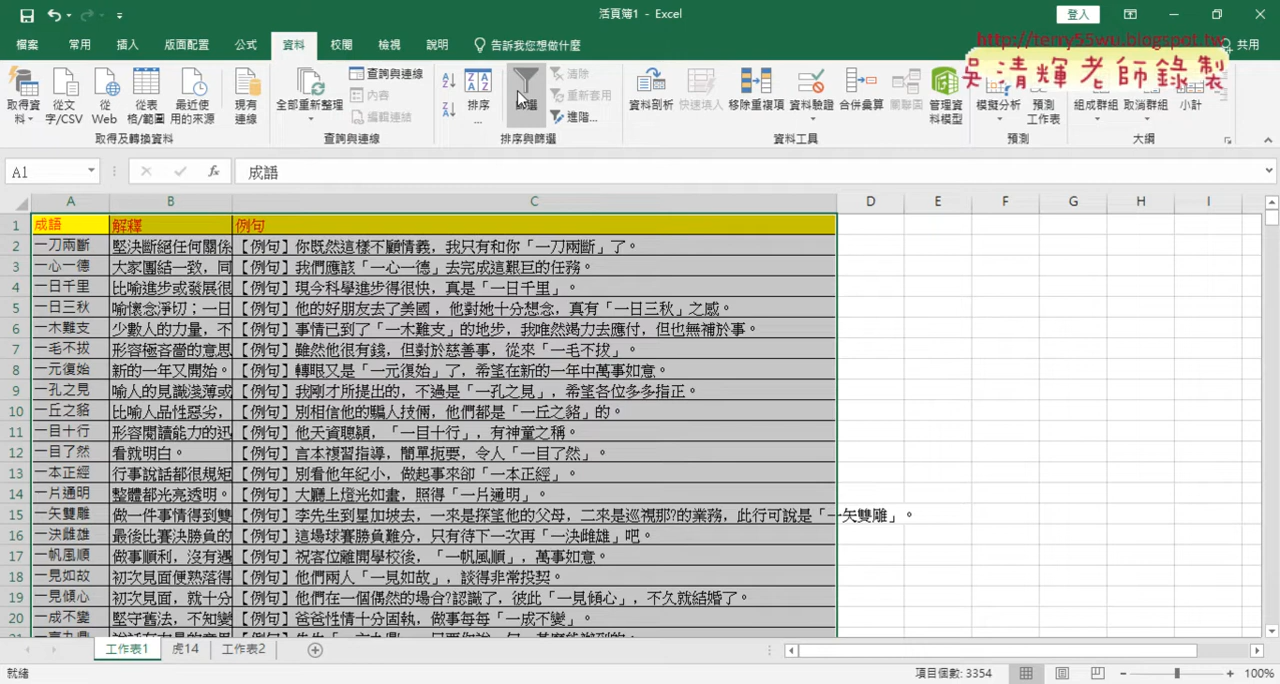 活頁簿1 - Excel
登入
檔案 常用 插入 版面配置 公式 資料 校閱 檢視 說明 告訴我您想做什麼 共用
http://terry55wu.blogspot.tw
吳清輝老師錄製
取得資料 從文字/CSV 從 Web 從表格/範圍 最近使用的來源 現有連線
取得及轉換資料
全部重新整理 查詢與連線 內容 編輯連結
查詢與連線
排序... 清除 重新套用 進階...
排序與篩選
資料剖析 快速填入 移除重複項 資料驗證 合併彙算 關聯圖 管理資料模型
資料工具
模擬分析 預測工作表
預測
組成群組 取消群組 小計
大綱
A1 fx 成語
A B C D E F G H I
1 成語 解釋 例句
2 一刀兩斷 堅決斷絕任何關係 【例句】你既然這樣不顧情義，我只有和你「一刀兩斷」了。
3 一心一德 大家團結一致，同 【例句】我們應該「一心一德」去完成這艱巨的任務。
4 一日千里 比喻進步或發展很 【例句】現今科學進步得很快，真是「一日千里」。
5 一日三秋 喻懷念淨切；一日 【例句】他的好朋友去了美國 ，他對她十分想念，真有「一日三秋」之感。
6 一木難支 少數人的力量，不 【例句】事情已到了「一木難支」的地步，我唯然竭力去應付，但也無補於事。
7 一毛不拔 形容極吝嗇的意思 【例句】雖然他很有錢，但對於慈善事，從來「一毛不拔」。
8 一元復始 新的一年又開始。 【例句】轉眼又是「一元復始」了，希望在新的一年中萬事如意。
9 一孔之見 喻人的見識淺薄或 【例句】我剛才所提出的，不過是「一孔之見」，希望各位多多指正。
10 一丘之貉 比喻人品性惡劣， 【例句】別相信他的騙人技倆，他們都是「一丘之貉」的。
11 一目十行 形容閱讀能力的迅 【例句】他天資聰穎，「一目十行」，有神童之稱。
12 一目了然 看就明白。 【例句】言本複習指導，簡單扼要，令人「一目了然」。
13 一本正經 行事說話都很規矩 【例句】別看他年紀小，做起事來卻「一本正經」。
14 一片通明 整體都光亮透明。 【例句】大廳上燈光如畫，照得「一片通明」。
15 一矢雙雕 做一件事情得到雙 【例句】李先生到星加坡去，一來是探望他的父母，二來是巡視那?的業務，此行可說是「一矢雙雕」。
16 一決雌雄 最後比賽決勝負的 【例句】這場球賽勝負難分，只有待下一次再「一決雌雄」吧。
17 一帆風順 做事順利，沒有遇 【例句】祝客位離開學校後，「一帆風順」，萬事如意。
18 一見如故 初次見面便熟落得 【例句】他們兩人「一見如故」，談得非常投契。
19 一見傾心 初次見面，就十分 【例句】他們在一個偶然的場合?認識了，彼此「一見傾心」，不久就結婚了。
20 一成不變 堅守舊法，不知變 【例句】爸爸性情十分固執，做事每每「一成不變」。
工作表1 虎14 工作表2
就緒 項目個數: 3354 100%